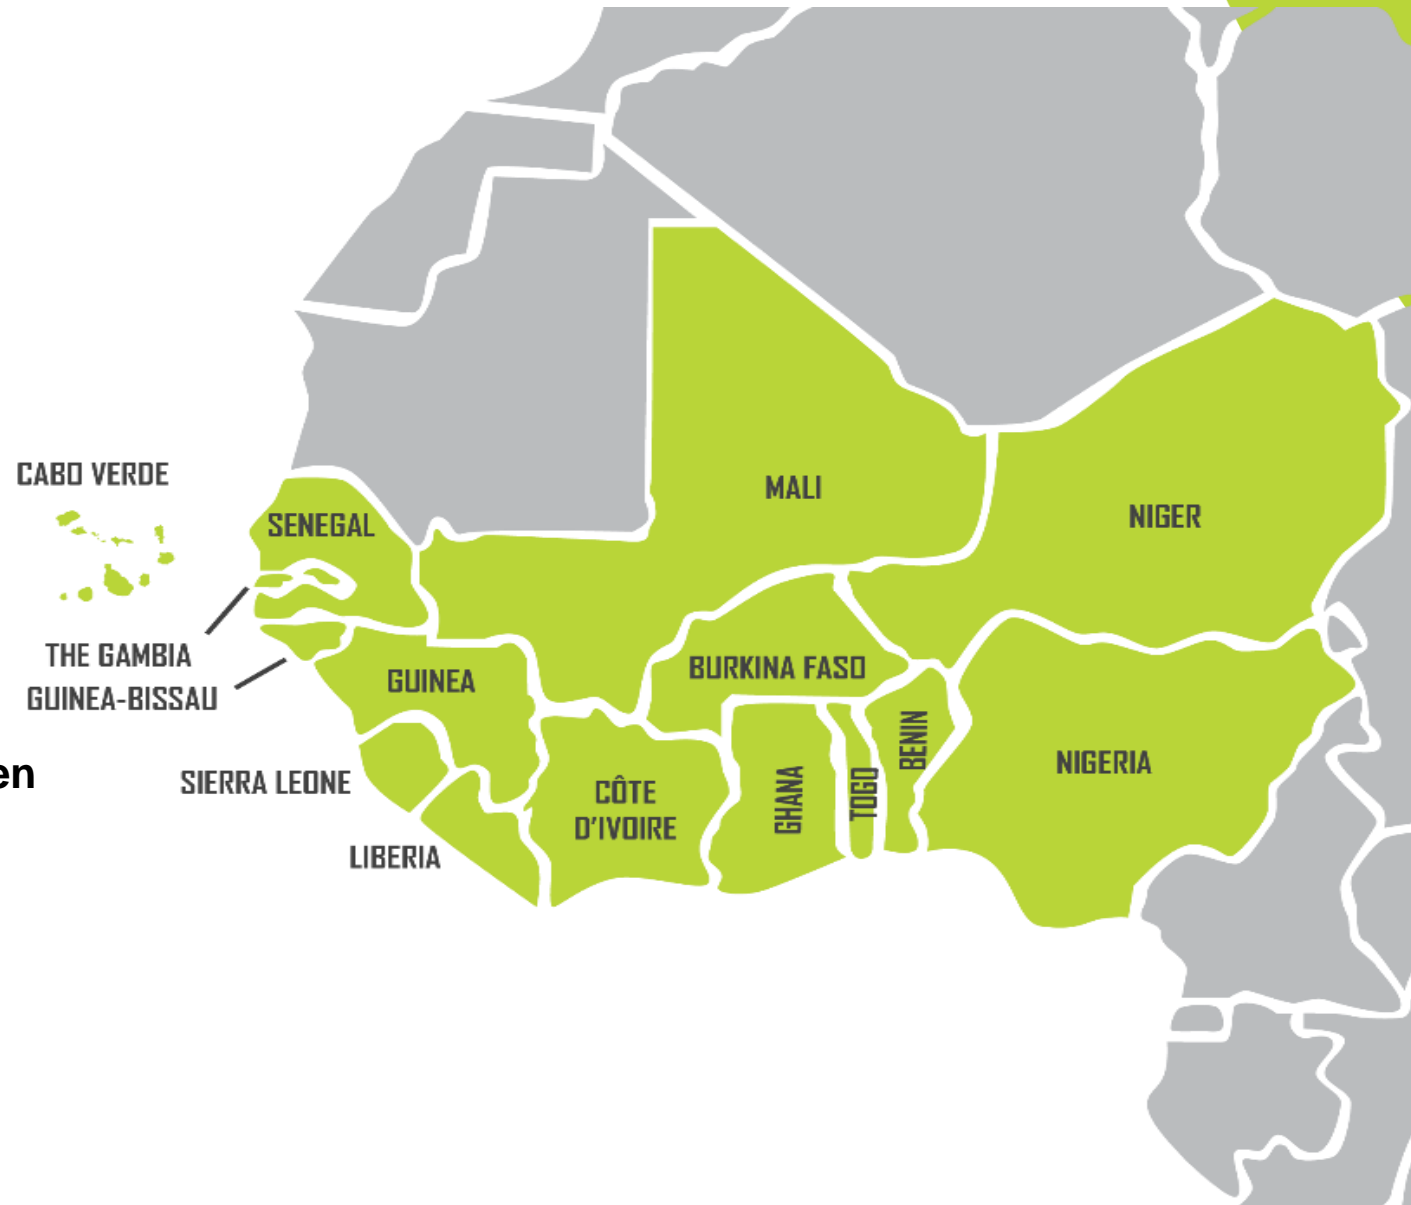 CABO VERDE
SENEGAL
MALI
NIGER
THE GAMBIA
GUINEA-BISSAU
GUINEA
BURKINA FASO
BENIN
NIGERIA
SIERRA LEONE
en
CÔTE
D'IVOIRE
GHANA
TOGO
LIBERIA